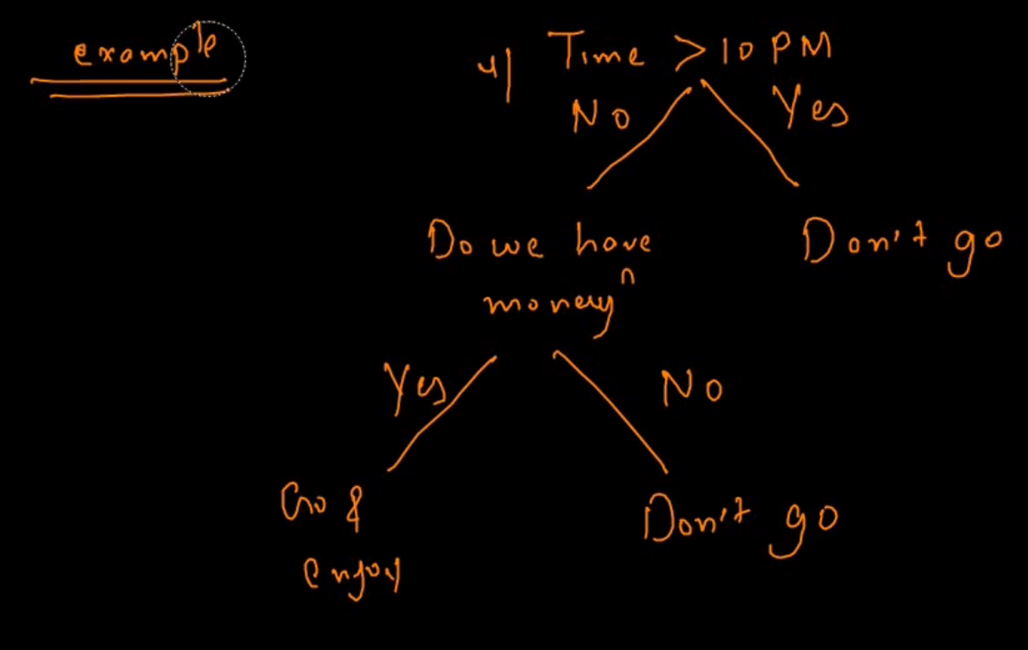 example
4) Time > 10 PM
No
Yes
Do we have
money
Don't go
Yes
No
Go &
enjoy
Don't go